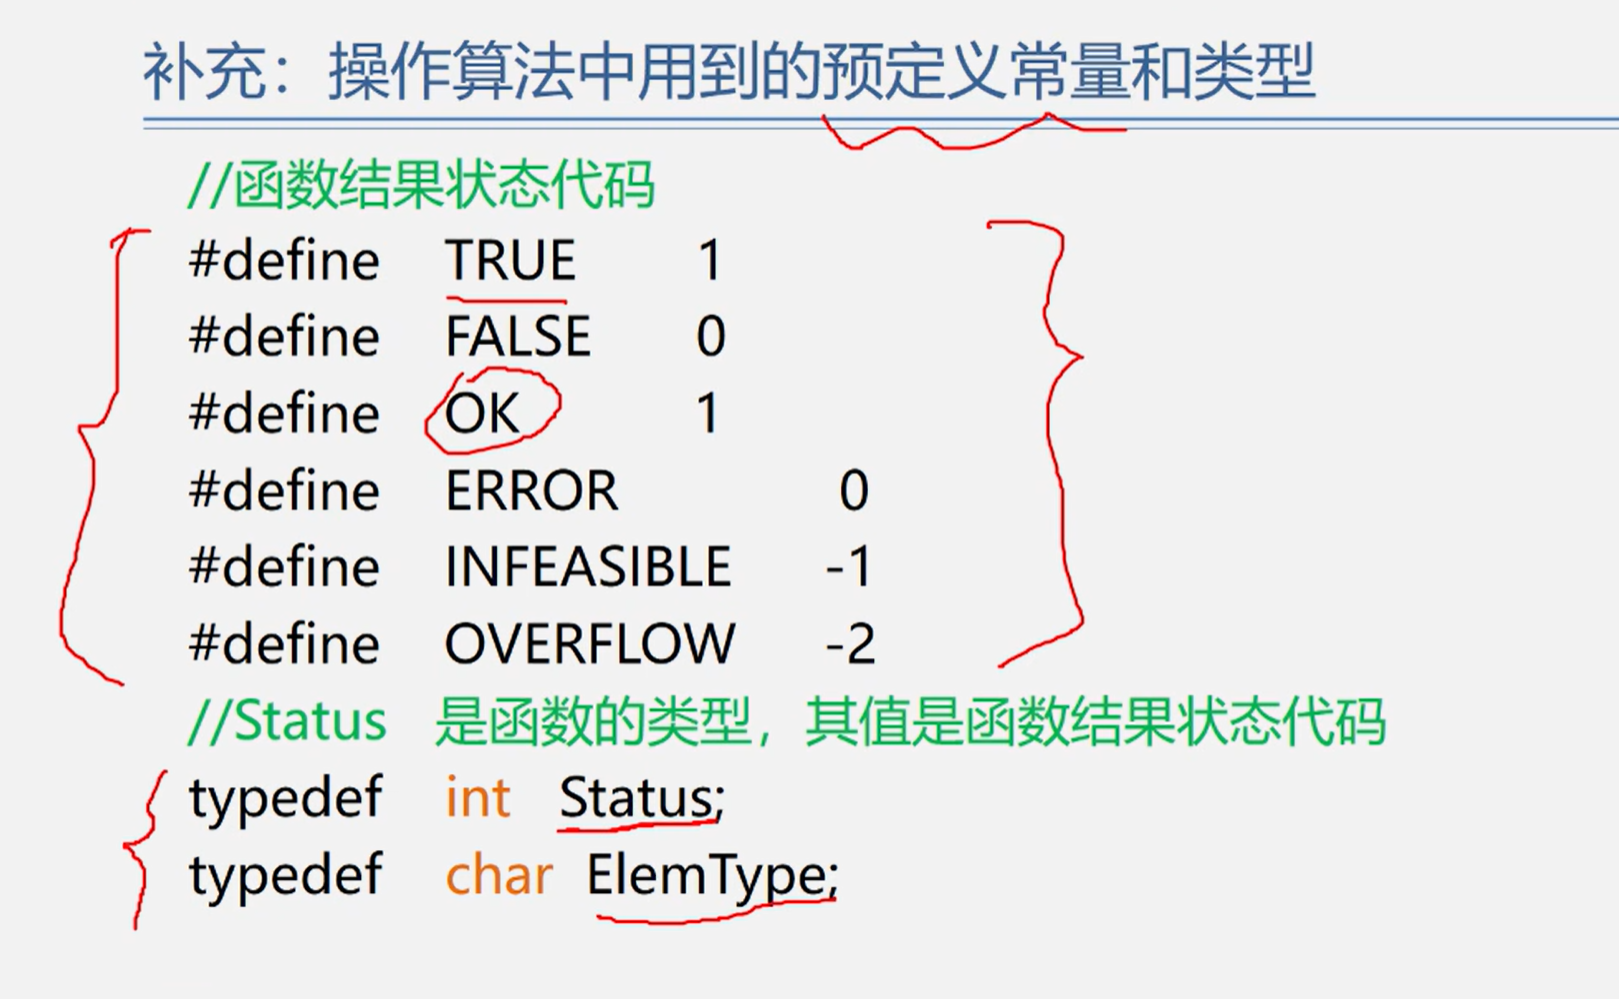 补充：操作算法中用到的预定义常量和类型
//函数结果状态代码
#define TRUE 1
#define FALSE 0
#define OK 1
#define ERROR 0
#define INFEASIBLE -1
#define OVERFLOW -2
//Status 是函数的类型，其值是函数结果状态代码
typedef int Status;
typedef char ElemType;